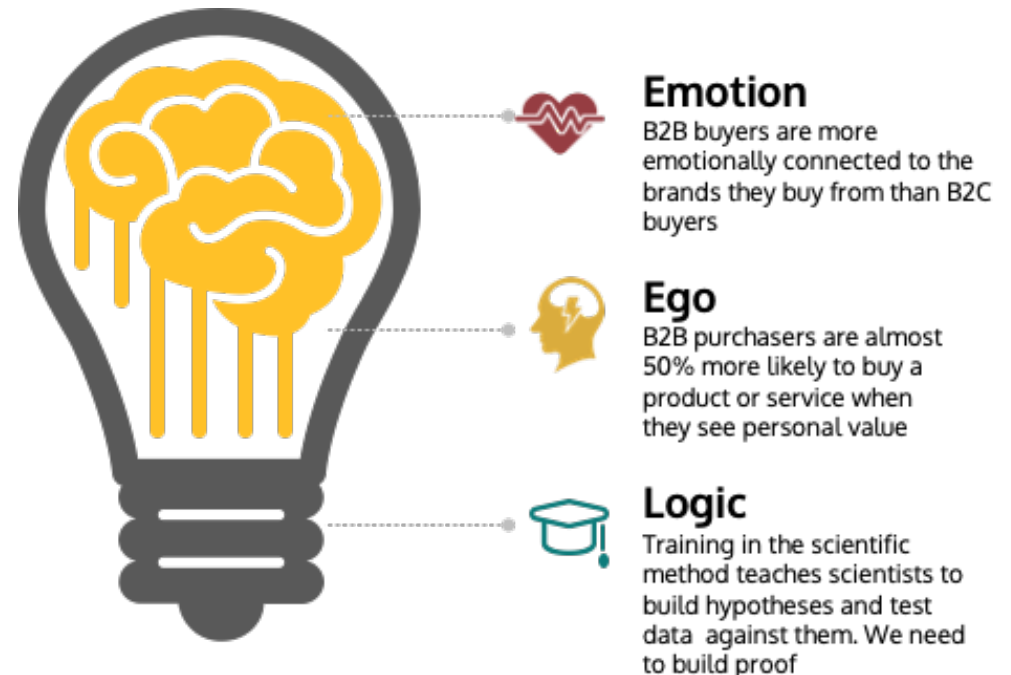 Emotion
B2B buyers are more
emotionally connected to the
brands they buy from than B2C
buyers
Ego
B2B purchasers are almost
50% more likely to buy a
product or service when
they see personal value
Logic
Training in the scientific
method teaches scientists to
build hypotheses and test
data  against them. We need
to build proof